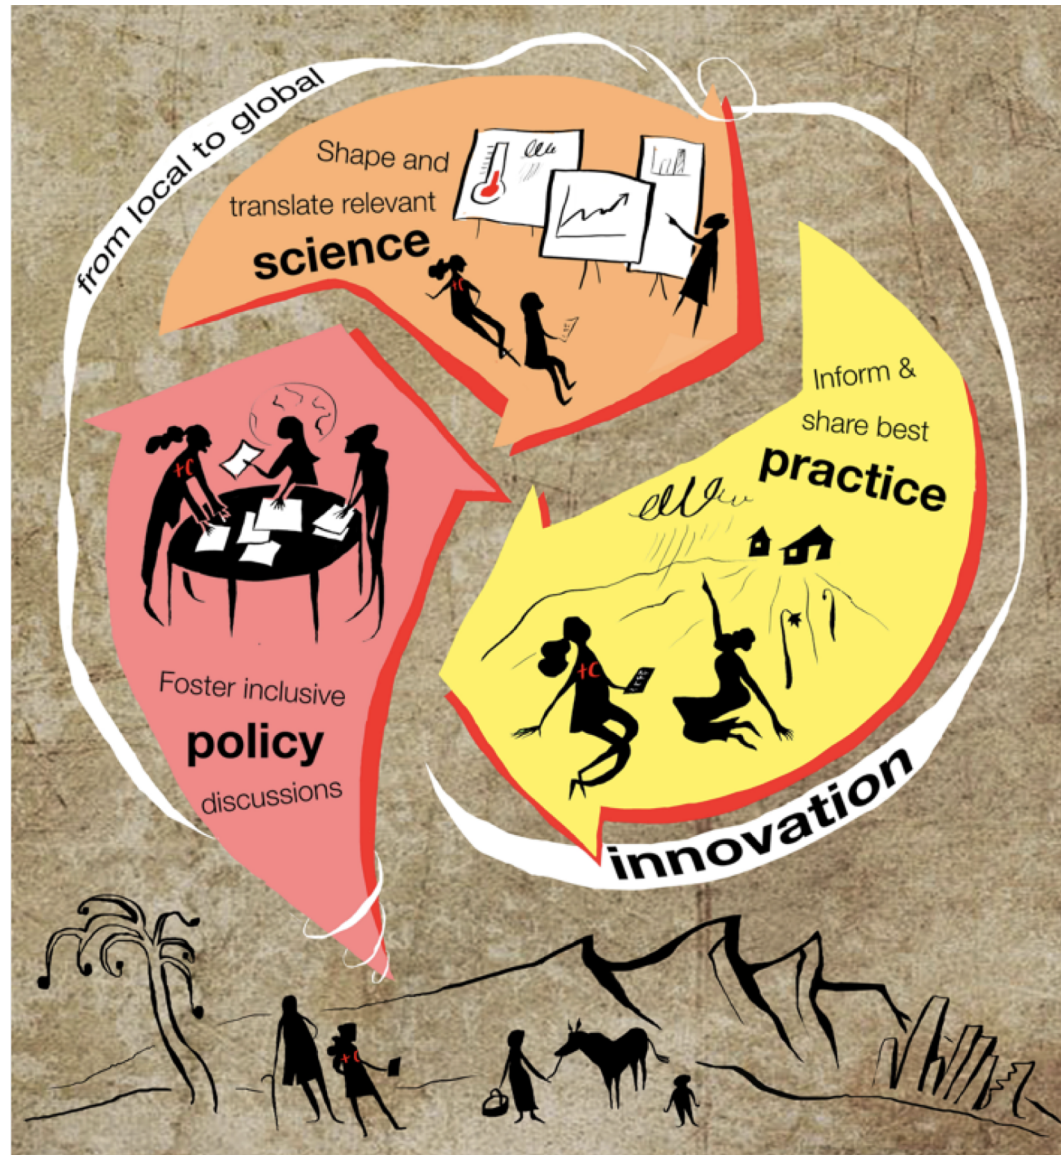 from local to global
Shape and
translate relevant
science
Inform &
share best
practice
Foster inclusive
policy
discussions
innovation
+C
+C
+C
+C